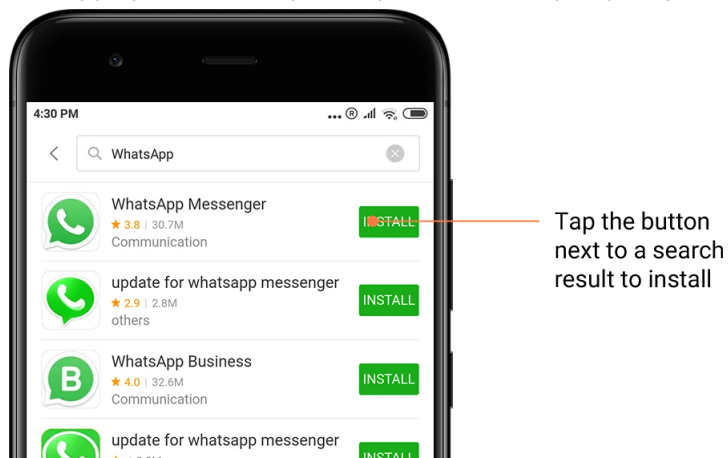 4:30 PM
WhatsApp
WhatsApp Messenger
3.8 | 30.7M
Communication
INSTALL
Tap the button
next to a search
result to install
update for whatsapp messenger
2.9 | 2.8M
others
INSTALL
B
WhatsApp Business
4.0 | 32.6M
Communication
INSTALL
update for whatsapp messenger
INSTALL